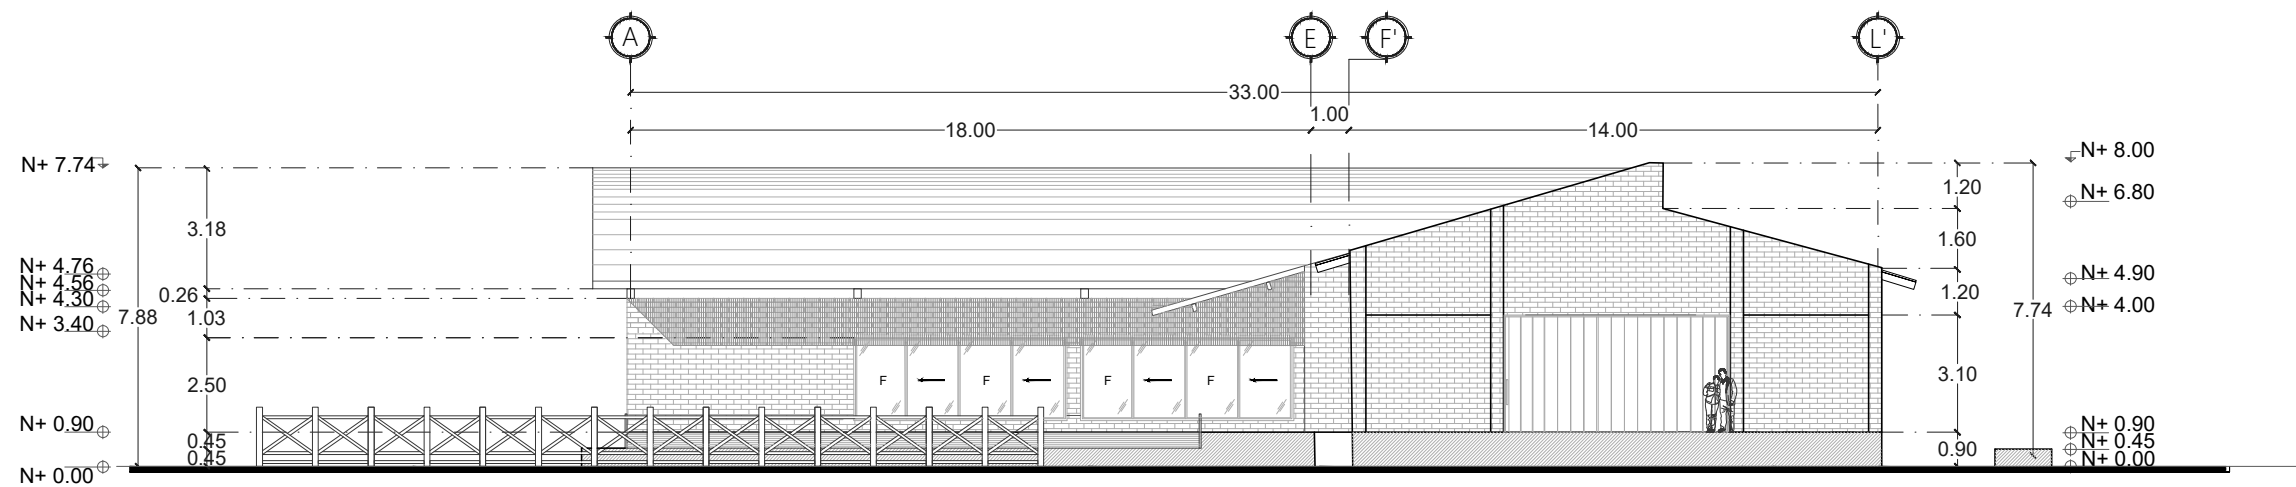 A
E
F'
L'
33.00
1.00
18.00
14.00
N+ 7.74
N+ 4.76
N+ 4.56
N+ 4.30
N+ 3.40
N+ 0.90
N+ 0.00
7.88
3.18
0.26
1.03
2.50
0.45
0.45
F
F
F
F
1.20
1.60
1.20
3.10
0.90
7.74
N+ 8.00
N+ 6.80
N+ 4.90
N+ 4.00
N+ 0.90
N+ 0.45
N+ 0.00